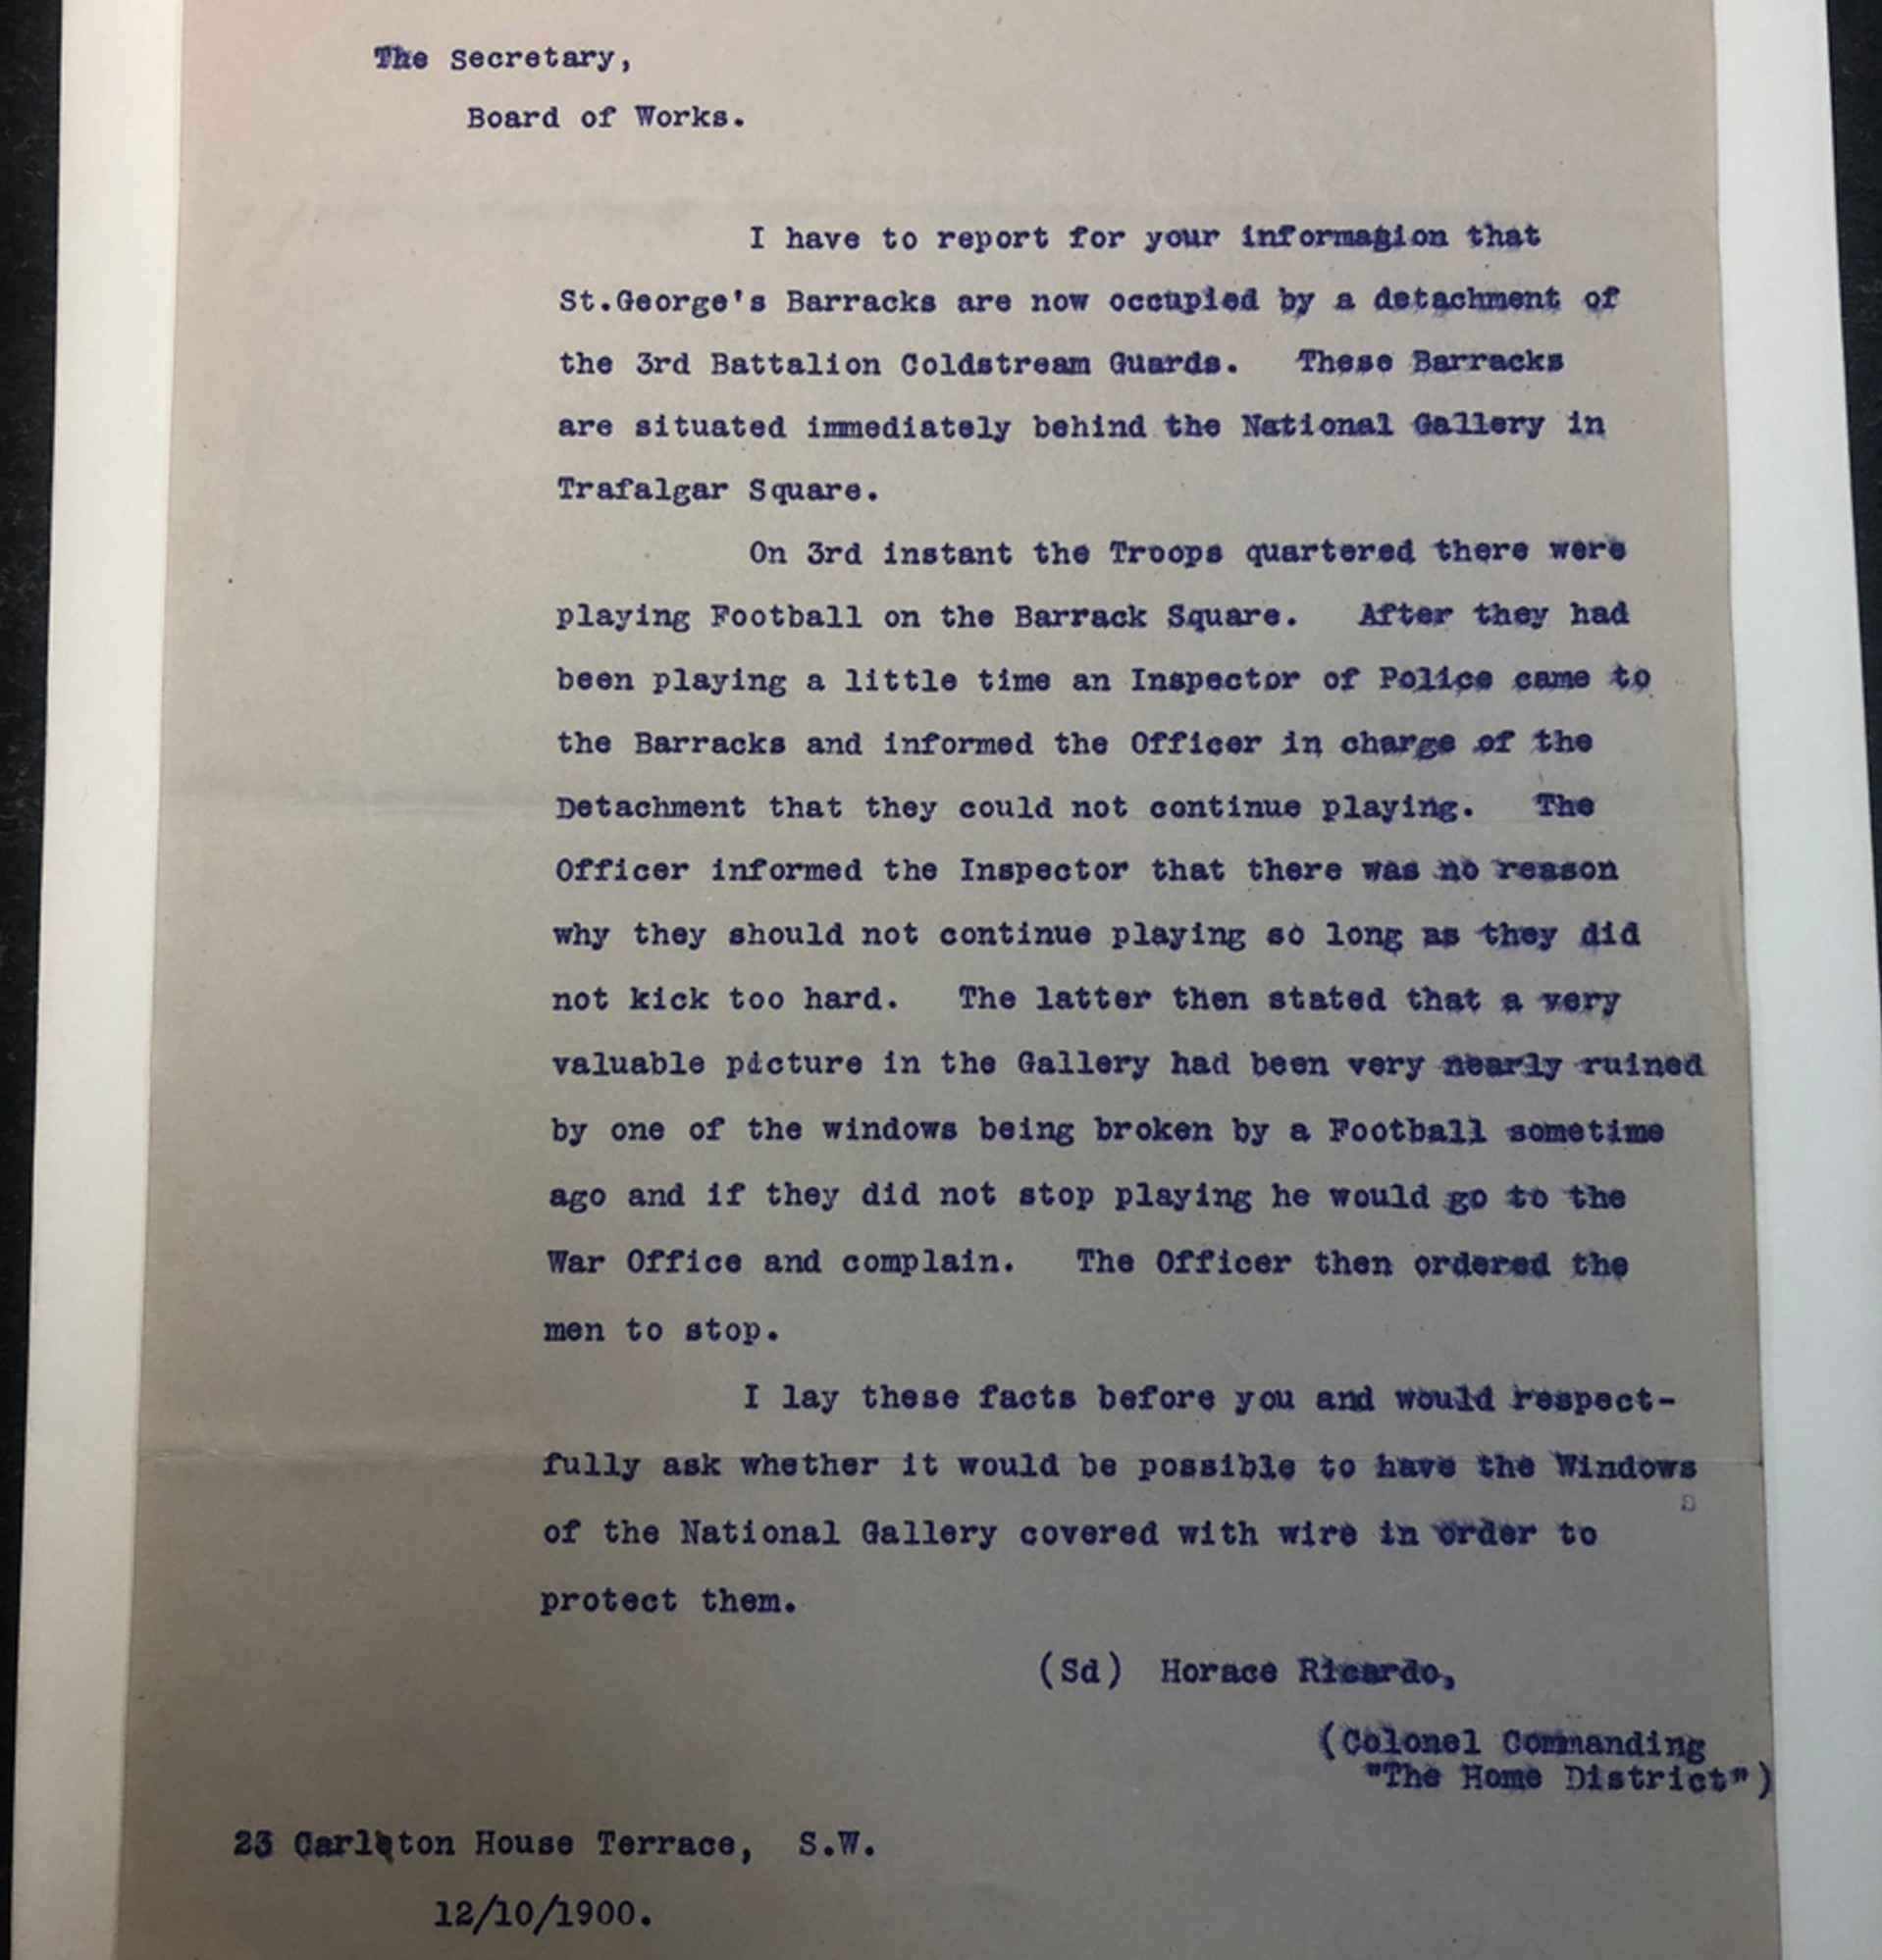 The Secretary,
Board of Works.
I have to report for your information that
St.George's Barracks are now occupied by a detachment of
the 3rd Battalion Coldstream Guards. These Barracks
are situated immediately behind the National Gallery in
Trafalgar Square.
On 3rd instant the Troops quartered there were
playing Football on the Barrack Square. After they had
been playing a little time an Inspector of Police came to
the Barracks and informed the Officer in charge of the
Detachment that they could not continue playing. The
Officer informed the Inspector that there was no reason
why they should not continue playing so long as they did
not kick too hard. The latter then stated that a very
valuable picture in the Gallery had been very nearly ruined
by one of the windows being broken by a Football sometime
ago and if they did not stop playing he would go to the
War Office and complain. The Officer then ordered the
men to stop.
I lay these facts before you and would respect-
fully ask whether it would be possible to have the Windows
s
of the National Gallery covered with wire in order to
protect them.
(Sd) Horace Ricardo,
(Colonel Commanding
"The Home District")
23 Carlton House Terrace, S.W.
12/10/1900.